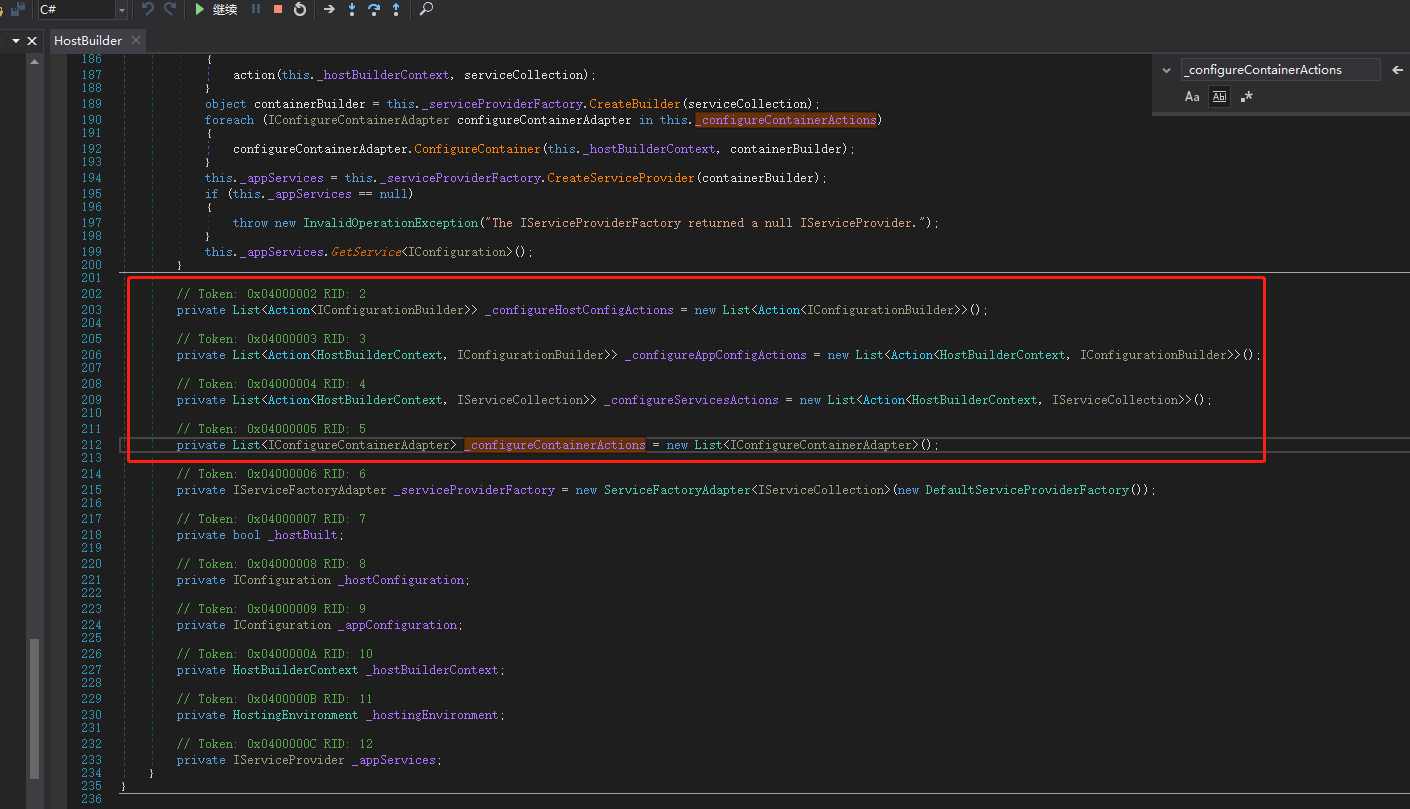 C#
继续
HostBuilder
_configureContainerActions
Aa
Ab
.*
186 {
187 action(this._hostBuilderContext, serviceCollection);
188 }
189 object containerBuilder = this._serviceProviderFactory.CreateBuilder(serviceCollection);
190 foreach (IConfigureContainerAdapter configureContainerAdapter in this._configureContainerActions)
191 {
192 configureContainerAdapter.ConfigureContainer(this._hostBuilderContext, containerBuilder);
193 }
194 this._appServices = this._serviceProviderFactory.CreateServiceProvider(containerBuilder);
195 if (this._appServices == null)
196 {
197 throw new InvalidOperationException("The IServiceProviderFactory returned a null IServiceProvider.");
198 }
199 this._appServices.GetService<IConfiguration>();
200 }
201
202 // Token: 0x04000002 RID: 2
203 private List<Action<IConfigurationBuilder>> _configureHostConfigActions = new List<Action<IConfigurationBuilder>>();
204
205 // Token: 0x04000003 RID: 3
206 private List<Action<HostBuilderContext, IConfigurationBuilder>> _configureAppConfigActions = new List<Action<HostBuilderContext, IConfigurationBuilder>>();
207
208 // Token: 0x04000004 RID: 4
209 private List<Action<HostBuilderContext, IServiceCollection>> _configureServicesActions = new List<Action<HostBuilderContext, IServiceCollection>>();
210
211 // Token: 0x04000005 RID: 5
212 private List<IConfigureContainerAdapter> _configureContainerActions = new List<IConfigureContainerAdapter>();
213
214 // Token: 0x04000006 RID: 6
215 private IServiceFactoryAdapter _serviceProviderFactory = new ServiceFactoryAdapter<IServiceCollection>(new DefaultServiceProviderFactory());
216
217 // Token: 0x04000007 RID: 7
218 private bool _hostBuilt;
219
220 // Token: 0x04000008 RID: 8
221 private IConfiguration _hostConfiguration;
222
223 // Token: 0x04000009 RID: 9
224 private IConfiguration _appConfiguration;
225
226 // Token: 0x0400000A RID: 10
227 private HostBuilderContext _hostBuilderContext;
228
229 // Token: 0x0400000B RID: 11
230 private HostingEnvironment _hostingEnvironment;
231
232 // Token: 0x0400000C RID: 12
233 private IServiceProvider _appServices;
234 }
235 }
236